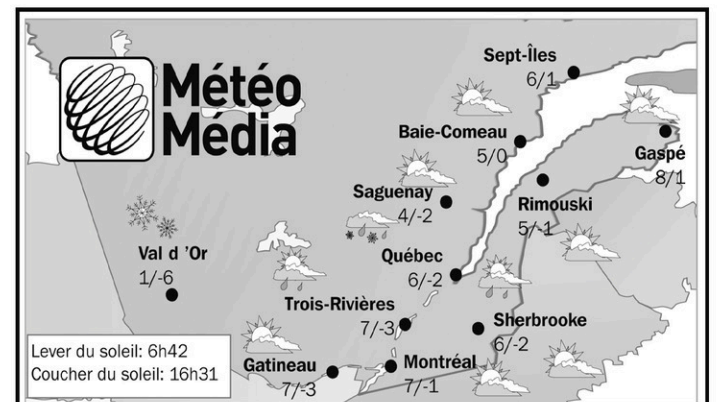 Météo
Média
Sept-Îles
6/1
Baie-Comeau
5/0
Gaspé
8/1
Saguenay
4/-2
Rimouski
5/-1
Val d 'Or
1/-6
Québec
6/-2
Trois-Rivières
7/-3
Sherbrooke
6/-2
Lever du soleil: 6h42
Coucher du soleil: 16h31
Gatineau
7/-3
Montréal
7/-1